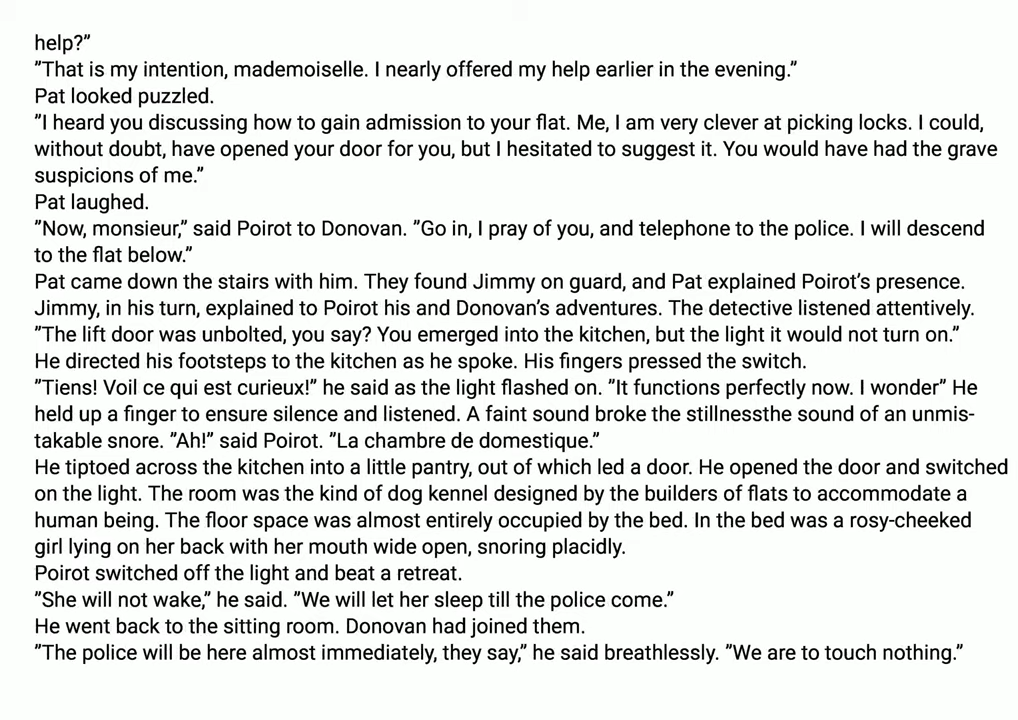 help?”
”That is my intention, mademoiselle. I nearly offered my help earlier in the evening.”
Pat looked puzzled.
”I heard you discussing how to gain admission to your flat. Me, I am very clever at picking locks. I could,
without doubt, have opened your door for you, but I hesitated to suggest it. You would have had the grave
suspicions of me.”
Pat laughed.
”Now, monsieur,” said Poirot to Donovan. ”Go in, I pray of you, and telephone to the police. I will descend
to the flat below.”
Pat came down the stairs with him. They found Jimmy on guard, and Pat explained Poirot’s presence.
Jimmy, in his turn, explained to Poirot his and Donovan’s adventures. The detective listened attentively.
”The lift door was unbolted, you say? You emerged into the kitchen, but the light it would not turn on.”
He directed his footsteps to the kitchen as he spoke. His fingers pressed the switch.
”Tiens! Voil ce qui est curieux!” he said as the light flashed on. ”It functions perfectly now. I wonder” He
held up a finger to ensure silence and listened. A faint sound broke the stillnessthe sound of an unmis-
takable snore. ”Ah!” said Poirot. ”La chambre de domestique.”
He tiptoed across the kitchen into a little pantry, out of which led a door. He opened the door and switched
on the light. The room was the kind of dog kennel designed by the builders of flats to accommodate a
human being. The floor space was almost entirely occupied by the bed. In the bed was a rosy-cheeked
girl lying on her back with her mouth wide open, snoring placidly.
Poirot switched off the light and beat a retreat.
”She will not wake,” he said. ”We will let her sleep till the police come.”
He went back to the sitting room. Donovan had joined them.
”The police will be here almost immediately, they say,” he said breathlessly. ”We are to touch nothing.”